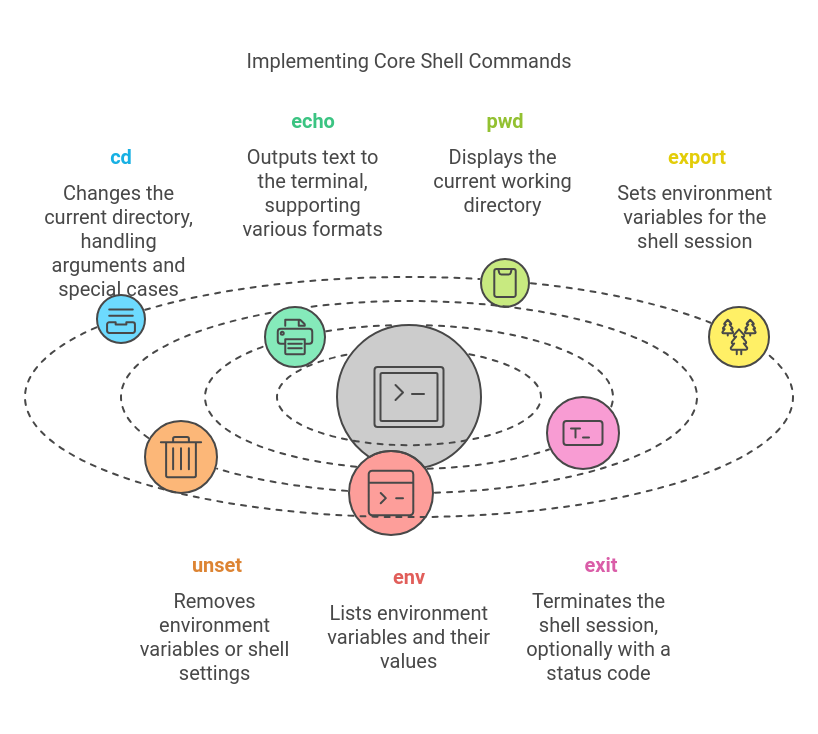 Implementing Core Shell Commands
cd
Changes the
current directory,
handling
arguments and
special cases
echo
Outputs text to
the terminal,
supporting
various formats
pwd
Displays the
current working
directory
export
Sets environment
variables for the
shell session
T_
unset
Removes
environment
variables or shell
settings
env
Lists environment
variables and their
values
exit
Terminates the
shell session,
optionally with a
status code